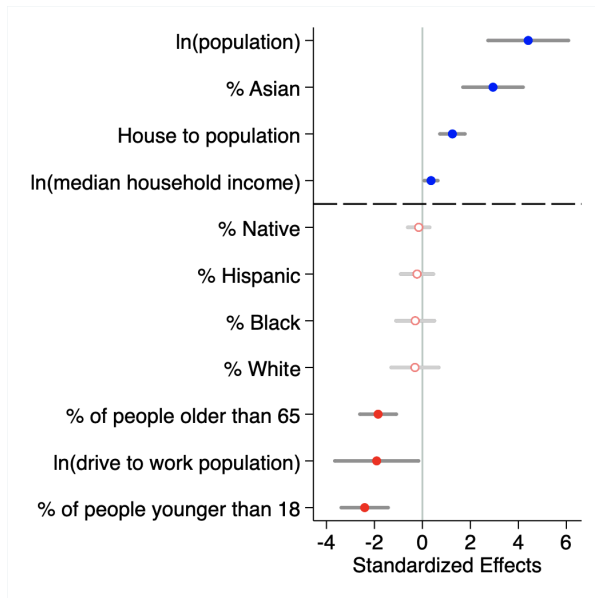 ln(population)
% Asian
House to population
ln(median household income)
% Native
% Hispanic
% Black
% White
% of people older than 65
ln(drive to work population)
% of people younger than 18
-4 -2 0 2 4 6
Standardized Effects